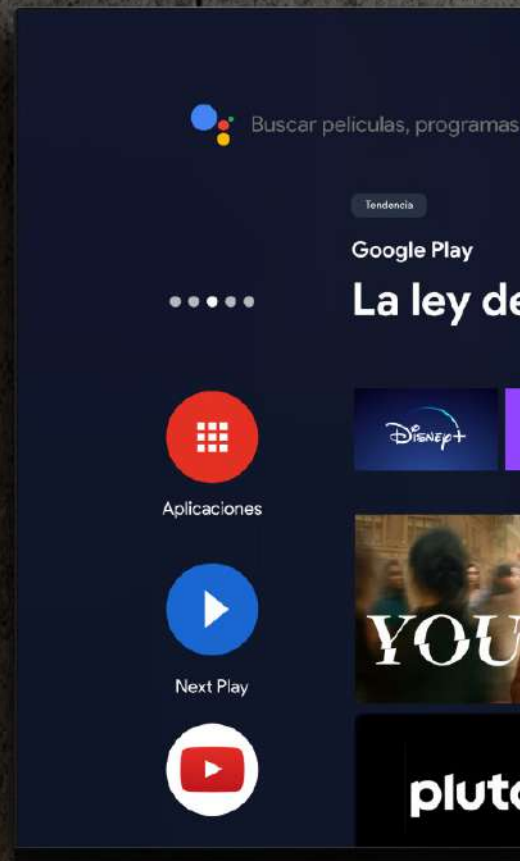 Buscar películas, programas
Tendencia
Google Play
La ley de
Disney+
Aplicaciones
YOU
Next Play
pluto